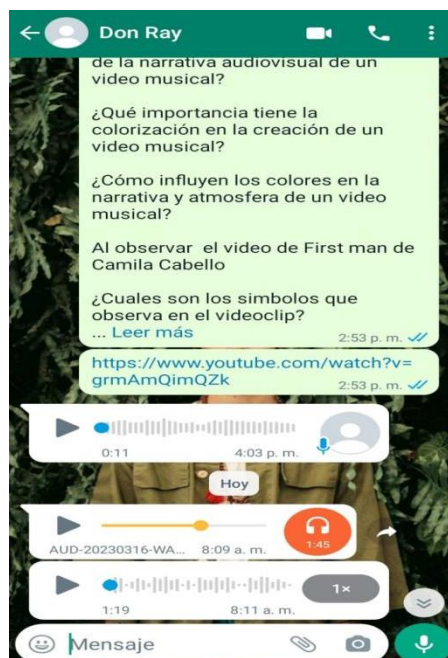 Don Ray
de la narrativa audiovisual de un
video musical?
¿Qué importancia tiene la
colorización en la creación de un
video musical?
¿Cómo influyen los colores en la
narrativa y atmosfera de un video
musical?
Al observar el video de First man de
Camila Cabello
¿Cuales son los simbolos que
observa en el videoclip?
... Leer más
2:53 p. m.
https://www.youtube.com/watch?v=
grmAmQimQZk
2:53 p. m.
0:11
4:03 p. m.
Hoy
1:45
AUD-20230316-WA...
8:09 a. m.
1×
1:19
8:11 a. m.
Mensaje